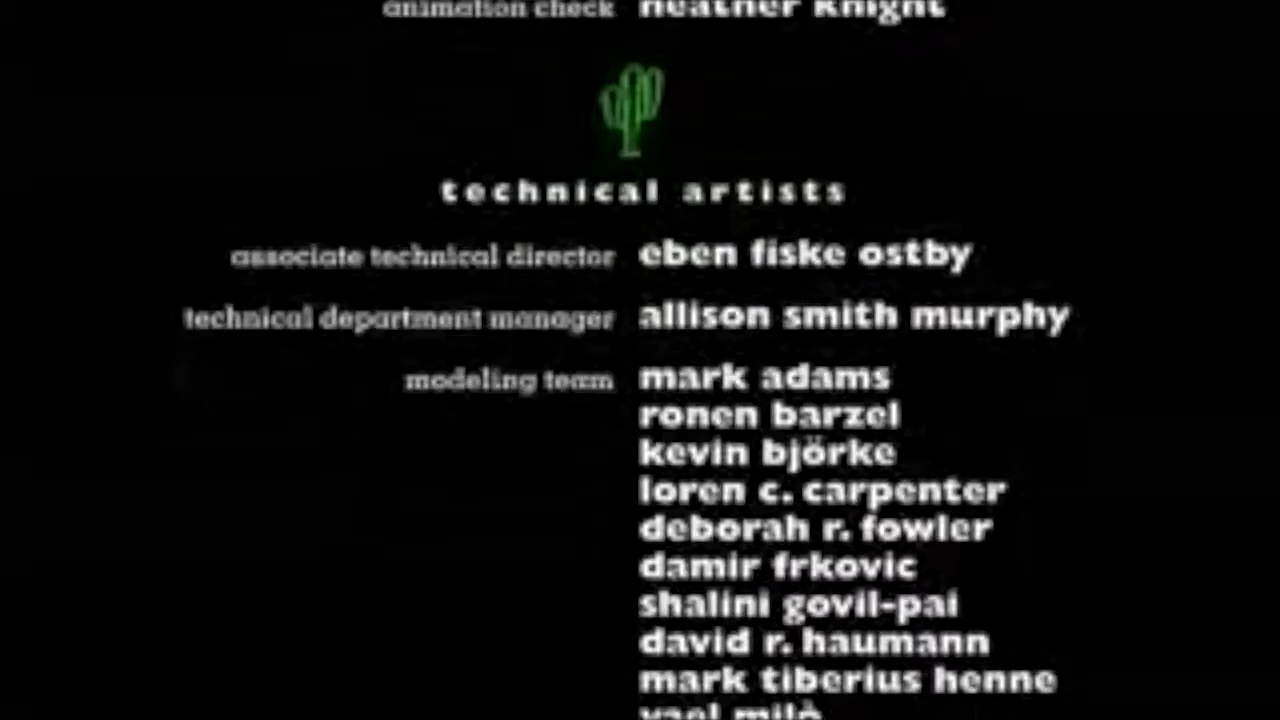 animation check heather knight
technical artists
associate technical director eben fiske ostby
technical department manager allison smith murphy
modeling team mark adams
ronen barzel
kevin björke
loren c. carpenter
deborah r. fowler
damir frkovic
shalini govil-pai
david r. haumann
mark tiberius henne
yael milò